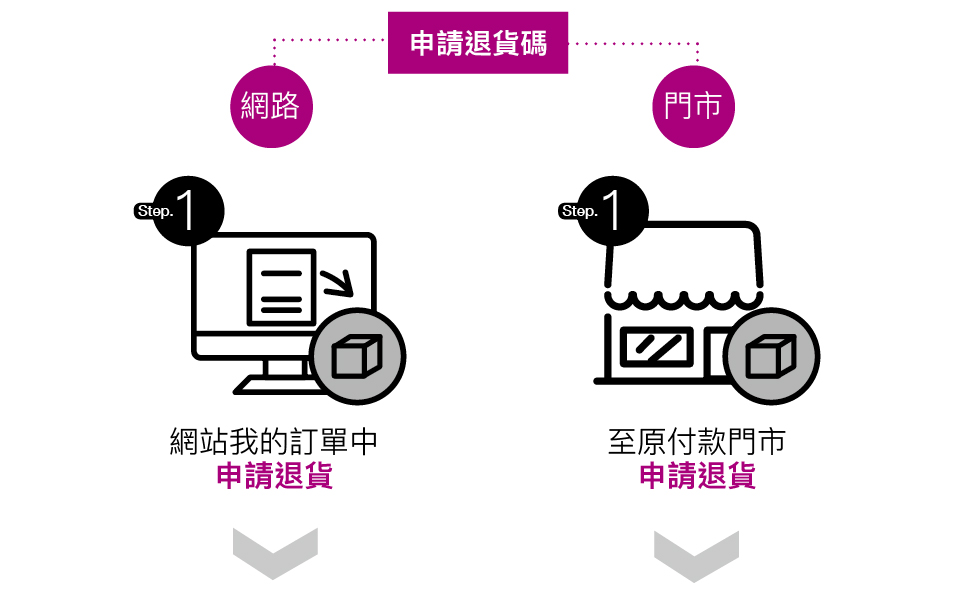 申請退貨碼
網路
門市
Step. 1
Step. 1
網站我的訂單中
申請退貨
至原付款門市
申請退貨